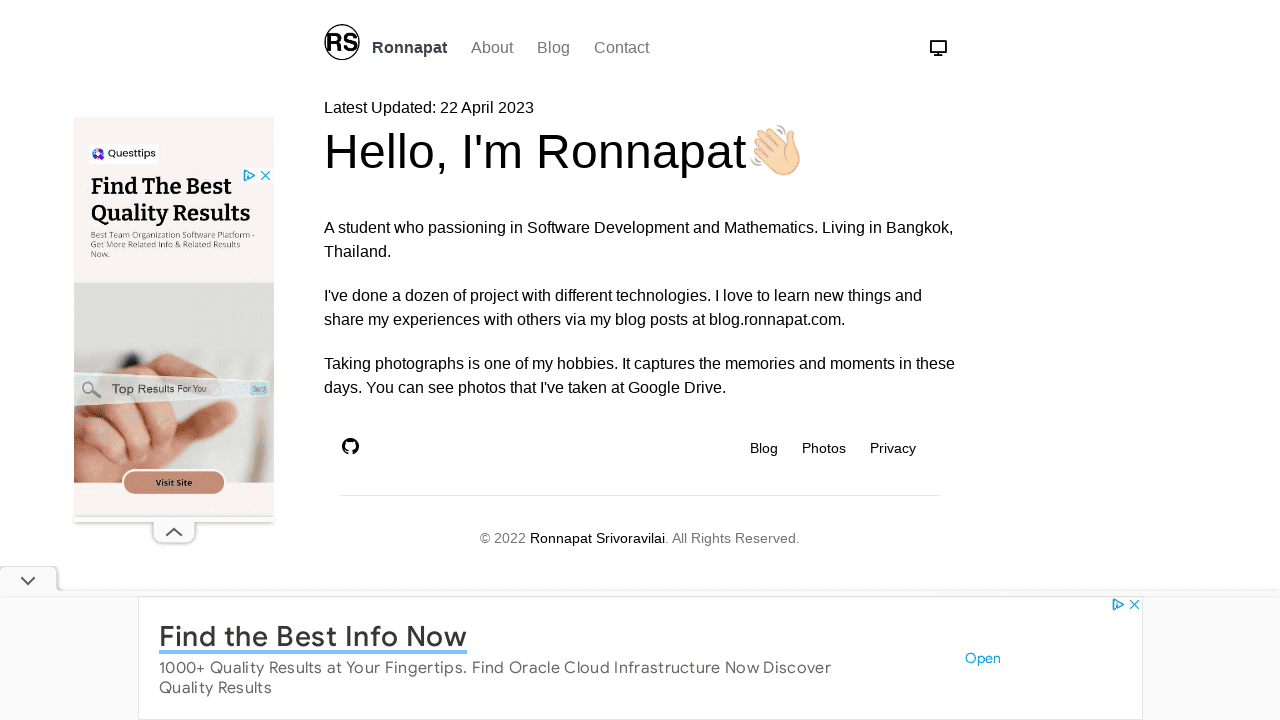 RS
Ronnapat
About
Blog
Contact
Latest Updated: 22 April 2023
Hello, I'm Ronnapat👋🏻
A student who passioning in Software Development and Mathematics. Living in Bangkok,
Thailand.
I've done a dozen of project with different technologies. I love to learn new things and
share my experiences with others via my blog posts at blog.ronnapat.com.
Taking photographs is one of my hobbies. It captures the memories and moments in these
days. You can see photos that I've taken at Google Drive.
Blog
Photos
Privacy
© 2022 Ronnapat Srivoravilai. All Rights Reserved.
Questtips
Find The Best
Quality Results
Best Team Organization Software Platform -
Get More Related Info & Related Results
Now.
Top Results For You
Search
Visit Site
Find the Best Info Now
1000+ Quality Results at Your Fingertips. Find Oracle Cloud Infrastructure Now Discover
Quality Results
Open